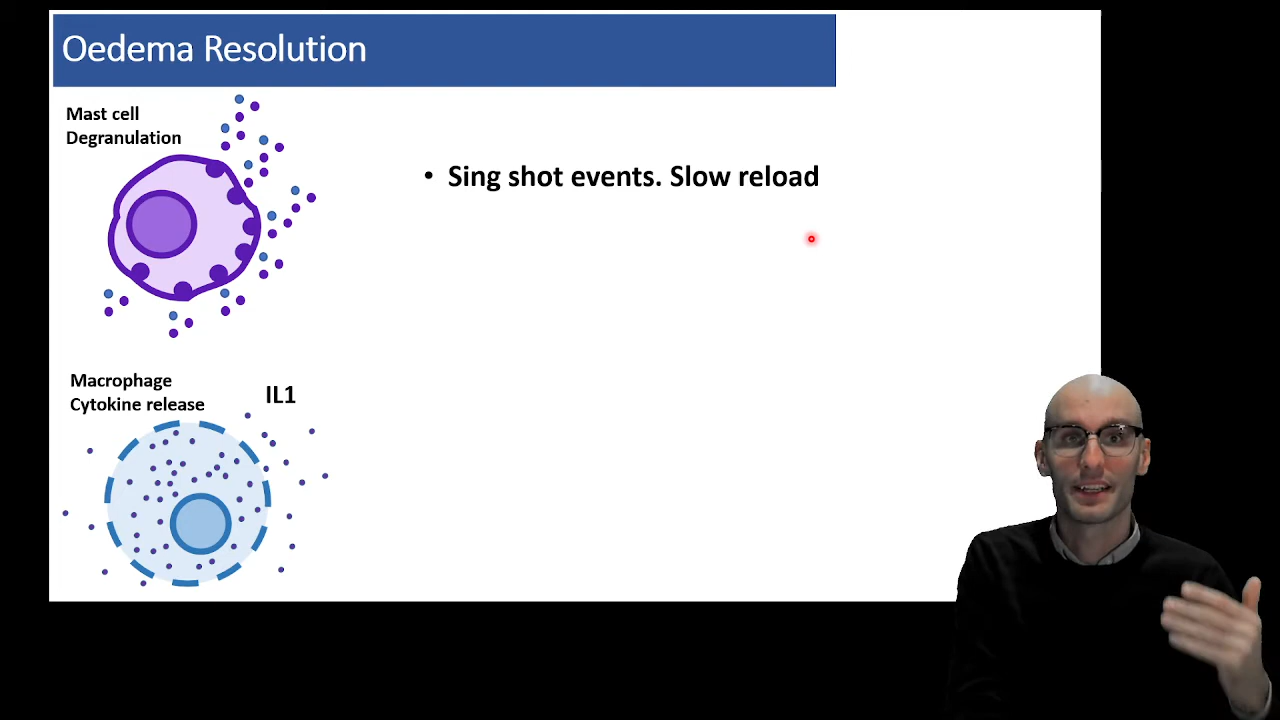 Oedema Resolution
Mast cell
Degranulation
• Sing shot events. Slow reload
Macrophage
Cytokine release
IL1